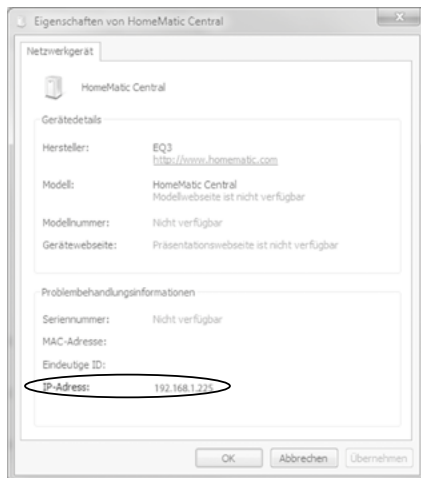 Eigenschaften von HomeMatic Central
Netzwerkgerät
HomeMatic Central
Gerätedetails
Hersteller: EQ3
http://www.homematic.com
Modell: HomeMatic Central
Modellwebseite ist nicht verfügbar
Modellnummer: Nicht verfügbar
Gerätewebseite: Präsentationswebseite ist nicht verfügbar
Problembehandlungsinformationen
Seriennummer: Nicht verfügbar
MAC-Adresse:
Eindeutige ID:
IP-Adress: 192.168.1.225
OK Abbrechen Übernehmen